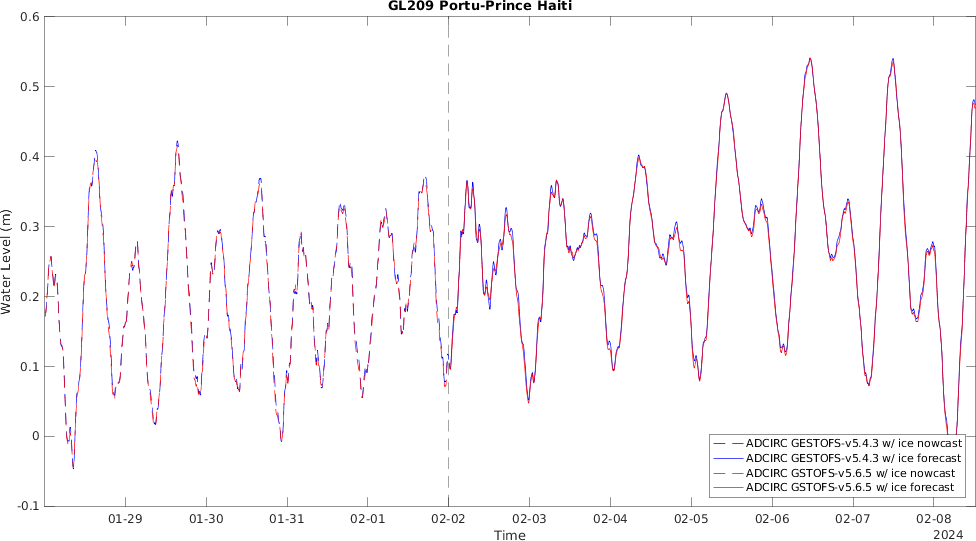 GL209 Portu-Prince Haiti
0.6
0.5
0.4
0.3
0.2
0.1
0
-0.1
Water Level (m)
ADCIRC GESTOFS-v5.4.3 w/ ice nowcast
ADCIRC GESTOFS-v5.4.3 w/ ice forecast
ADCIRC GSTOFS-v5.6.5 w/ ice nowcast
ADCIRC GSTOFS-v5.6.5 w/ ice forecast
01-29 01-30 01-31 02-01 02-02 02-03 02-04 02-05 02-06 02-07 02-08
Time
2024